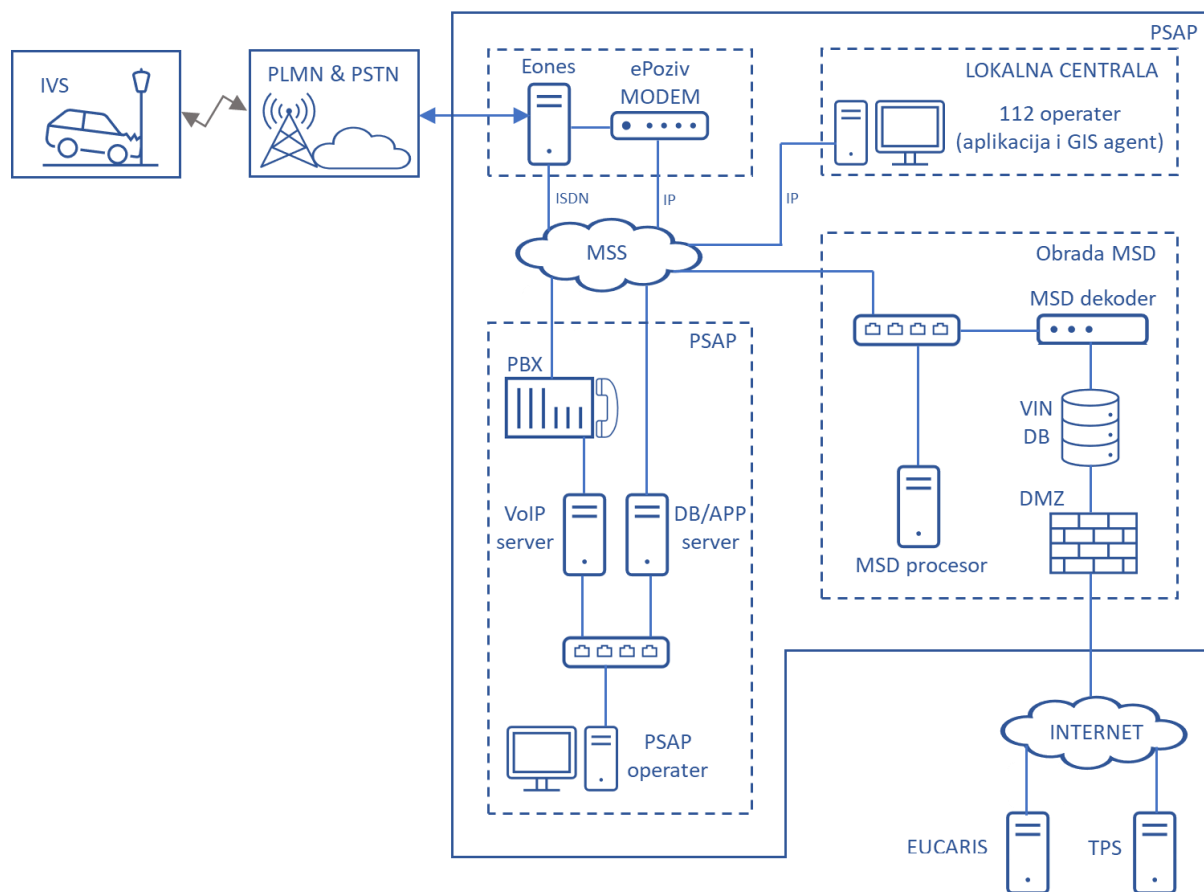 PSAP
IVS
PLMN & PSTN
Eones
ePoziv
MODEM
LOKALNA CENTRALA
112 operater
(aplikacija i GIS agent)
ISDN
IP
IP
MSS
Obrada MSD
MSD dekoder
PSAP
PBX
VIN
DB
VoIP
server
DB/APP
server
DMZ
MSD procesor
PSAP
operater
INTERNET
EUCARIS
TPS